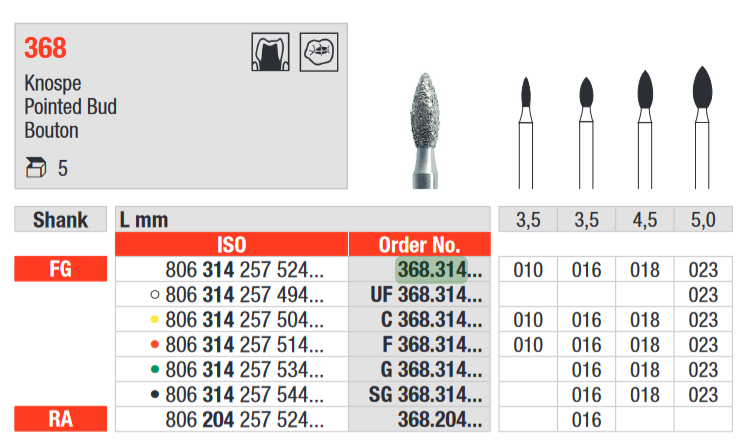 368
Knospe
Pointed Bud
Bouton
5
Shank L mm 3,5 3,5 4,5 5,0
ISO Order No.
FG 806 314 257 524... 368.314... 010 016 018 023
806 314 257 494... UF 368.314... 023
806 314 257 504... C 368.314... 010 016 018 023
806 314 257 514... F 368.314... 010 016 018 023
806 314 257 534... G 368.314... 016 018 023
806 314 257 544... SG 368.314... 016 018 023
RA 806 204 257 524... 368.204... 016